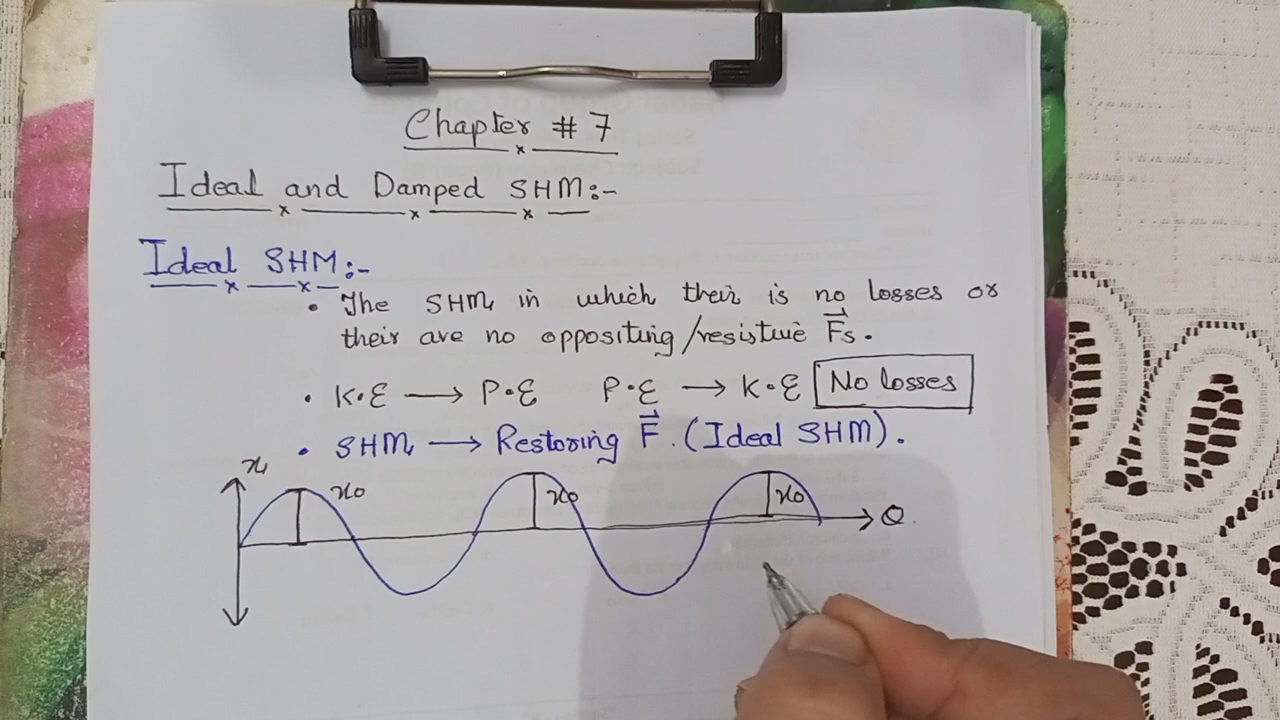 Chapter # 7
Ideal and Damped SHM:-
Ideal SHM:-
• The SHM in which their is no losses or
their are no oppositing/resistive F⃗s.
• K.E → P.E P.E → K.E No losses
• SHM → Restoring F⃗. (Ideal SHM).
x
x₀ x₀ x₀
θ